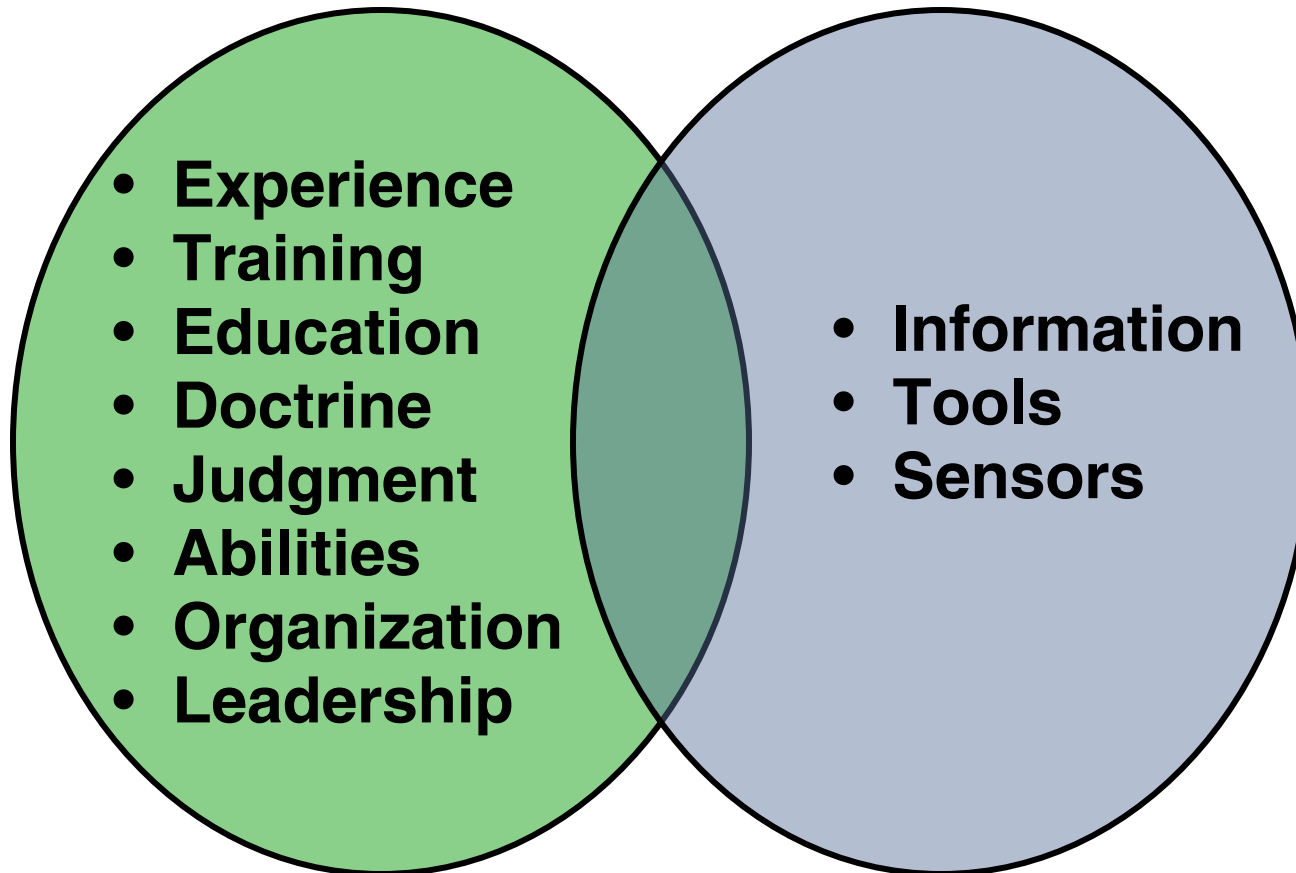 • Experience
• Training
• Education
• Doctrine
• Judgment
• Abilities
• Organization
• Leadership
• Information
• Tools
• Sensors